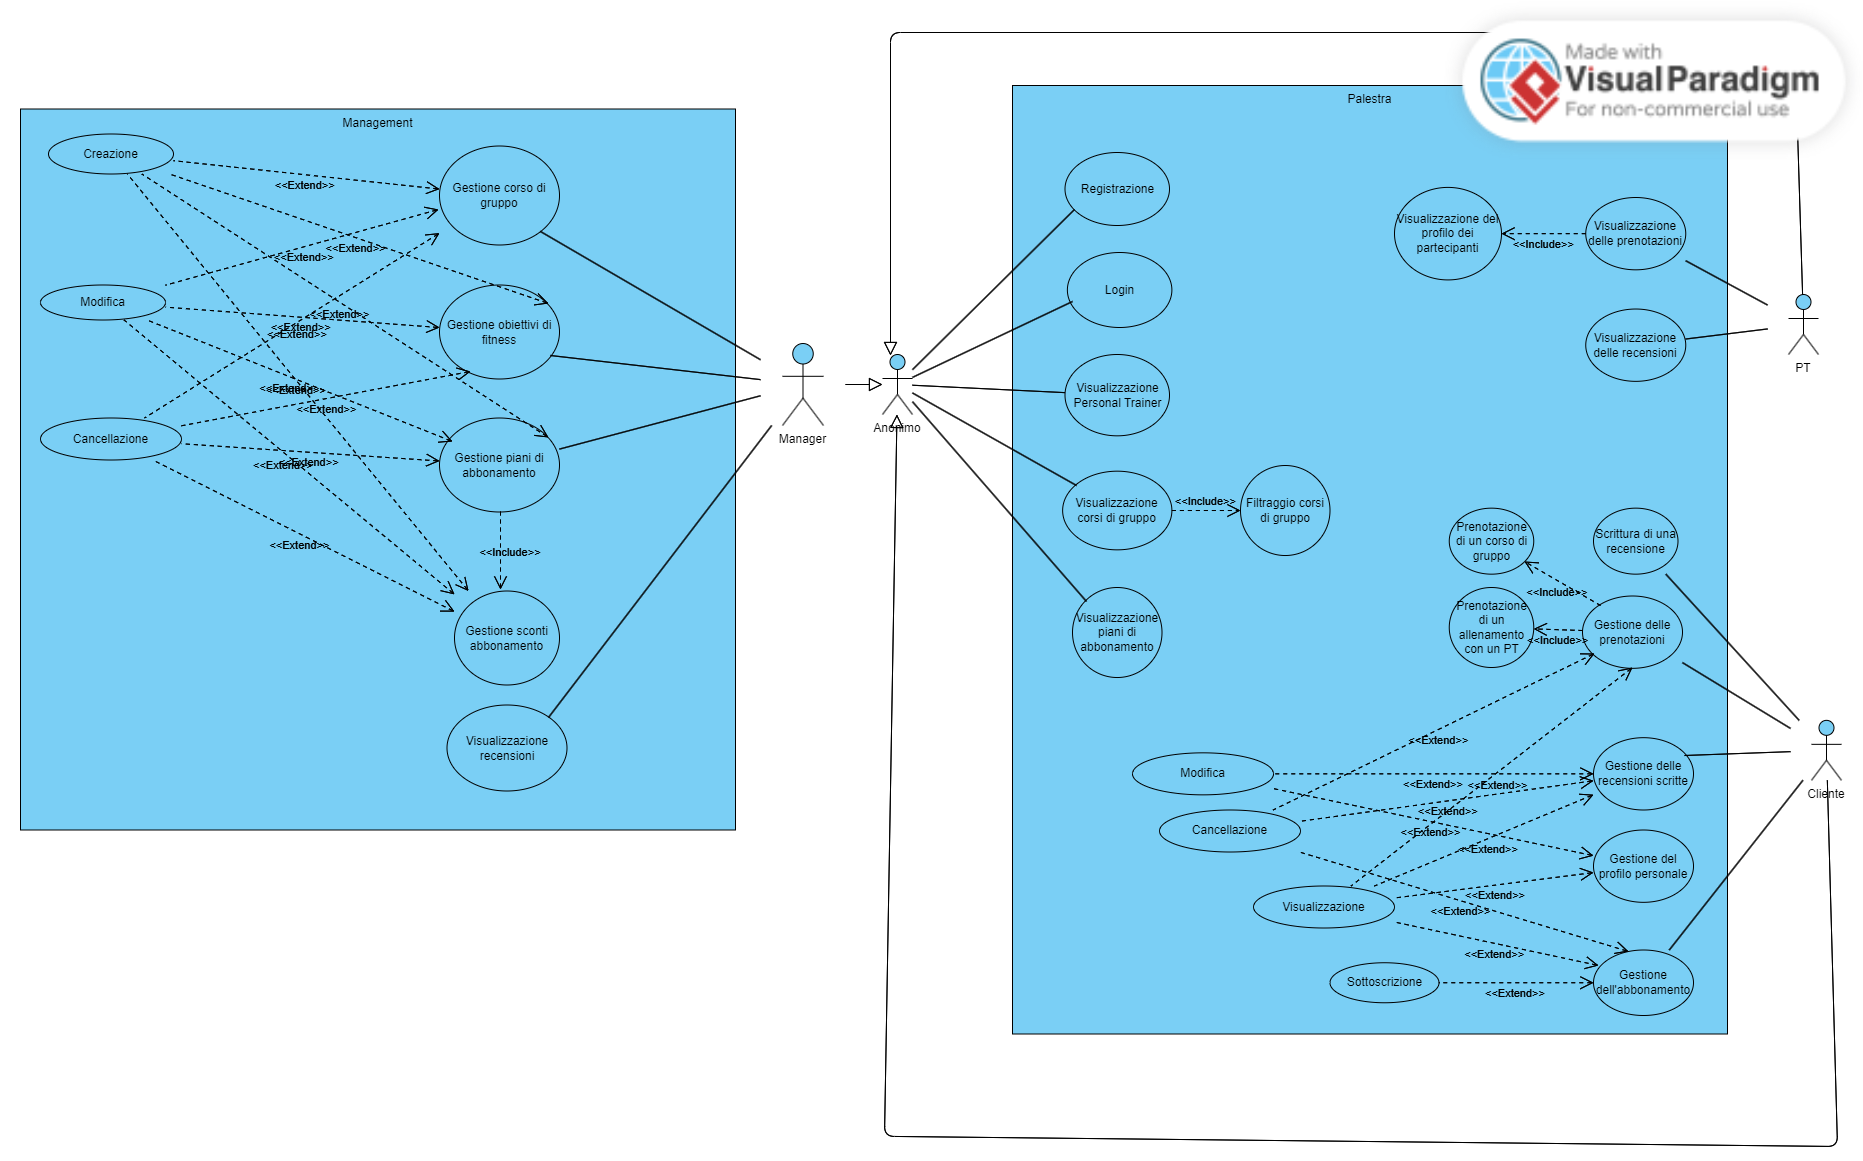 Made with
Visual Paradigm
For non-commercial use
Management
Creazione
<<Extend>>
Gestione corso di
gruppo
<<Extend>>
<<Extend>>
Modifica
<<Extend>>
<<Extend>>
<<Extend>>
Gestione obiettivi di
fitness
<<Extend>>
<<Extend>>
<<Extend>>
Cancellazione
<<Extend>>
<<Extend>>
Gestione piani di
abbonamento
<<Extend>>
<<Include>>
Gestione sconti
abbonamento
Visualizzazione
recensioni
Manager
Anonimo
Palestra
Registrazione
Login
Visualizzazione
Personal Trainer
Visualizzazione
corsi di gruppo
<<Include>>
Filtraggio corsi
di gruppo
Visualizzazione
piani di
abbonamento
Visualizzazione del
profilo dei
partecipanti
<<Include>>
Visualizzazione
delle prenotazioni
Visualizzazione
delle recensioni
PT
Prenotazione
di un corso di
gruppo
Scrittura di una
recensione
<<Include>>
Prenotazione
di un
allenamento
con un PT
<<Include>>
Gestione delle
prenotazioni
<<Extend>>
Modifica
<<Extend>>
<<Extend>>
Gestione delle
recensioni scritte
Cliente
<<Extend>>
Cancellazione
<<Extend>>
<<Extend>>
Gestione del
profilo personale
Visualizzazione
<<Extend>>
<<Extend>>
<<Extend>>
Sottoscrizione
<<Extend>>
Gestione
dell'abbonamento